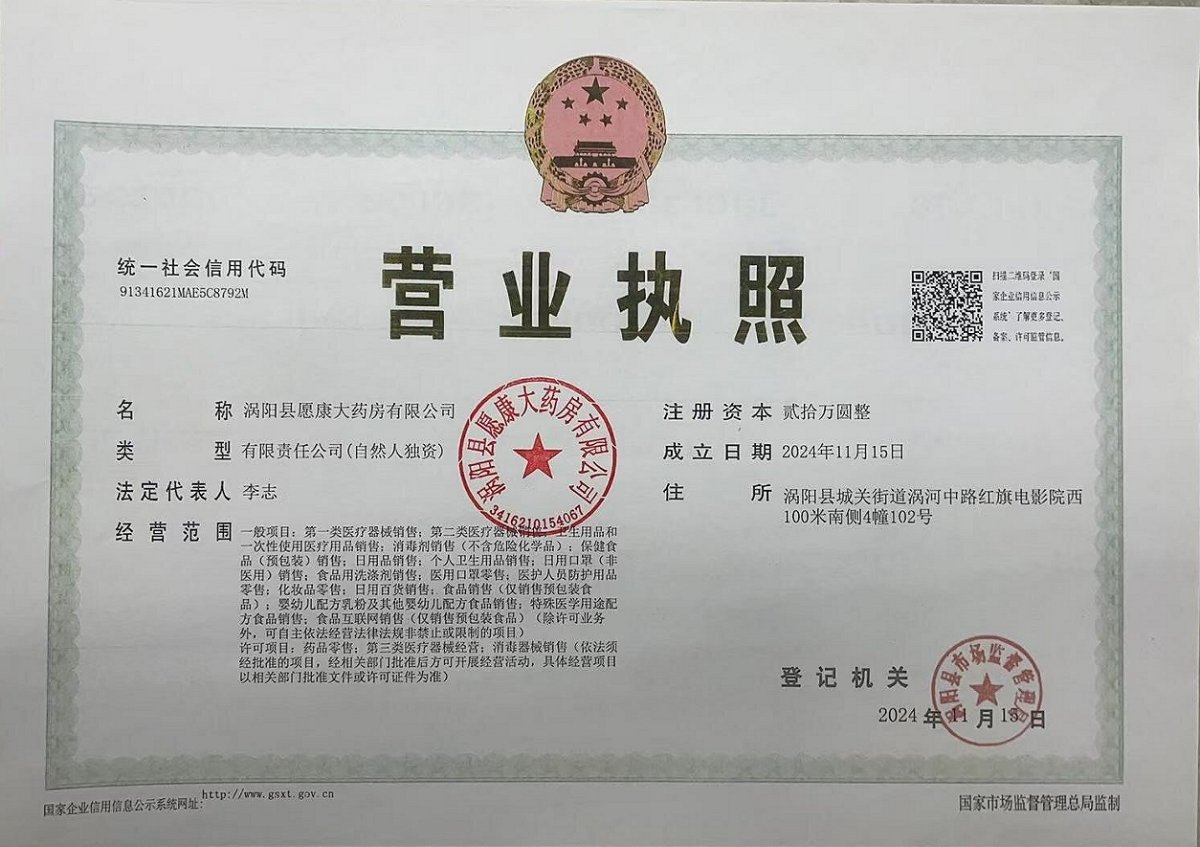 统一社会信用代码
91341621MAE5C8792M
营业执照
扫描二维码登录‘国
家企业信用信息公示
系统’了解更多登记、
备案、许可监管信息。
名称 涡阳县愿康大药房有限公司
类型 有限责任公司(自然人独资)
法定代表人 李志
经营范围 一般项目：第一类医疗器械销售；第二类医疗器械销售；卫生用品和
一次性使用医疗用品销售；消毒剂销售（不含危险化学品）；保健食
品（预包装）销售；日用品销售；个人卫生用品销售；日用口罩（非
医用）销售；食品用洗涤剂销售；医用口罩零售；医护人员防护用品
零售；化妆品零售；日用百货销售；食品销售（仅销售预包装食
品）；婴幼儿配方乳粉及其他婴幼儿配方食品销售；特殊医学用途配
方食品销售；食品互联网销售（仅销售预包装食品）（除许可业务
外，可自主依法经营法律法规非禁止或限制的项目）
许可项目：药品零售；第三类医疗器械经营；消毒器械销售（依法须
经批准的项目，经相关部门批准后方可开展经营活动，具体经营项目
以相关部门批准文件或许可证件为准）
涡阳县愿康大药房有限公司
3416210154067
注册资本 贰拾万圆整
成立日期 2024年11月15日
住所 涡阳县城关街道涡河中路红旗电影院西
100米南侧4幢102号
登记机关
涡阳县市场监督管理局
2024年11月15日
国家企业信用信息公示系统网址：http://www.gsxt.gov.cn
国家市场监督管理总局监制